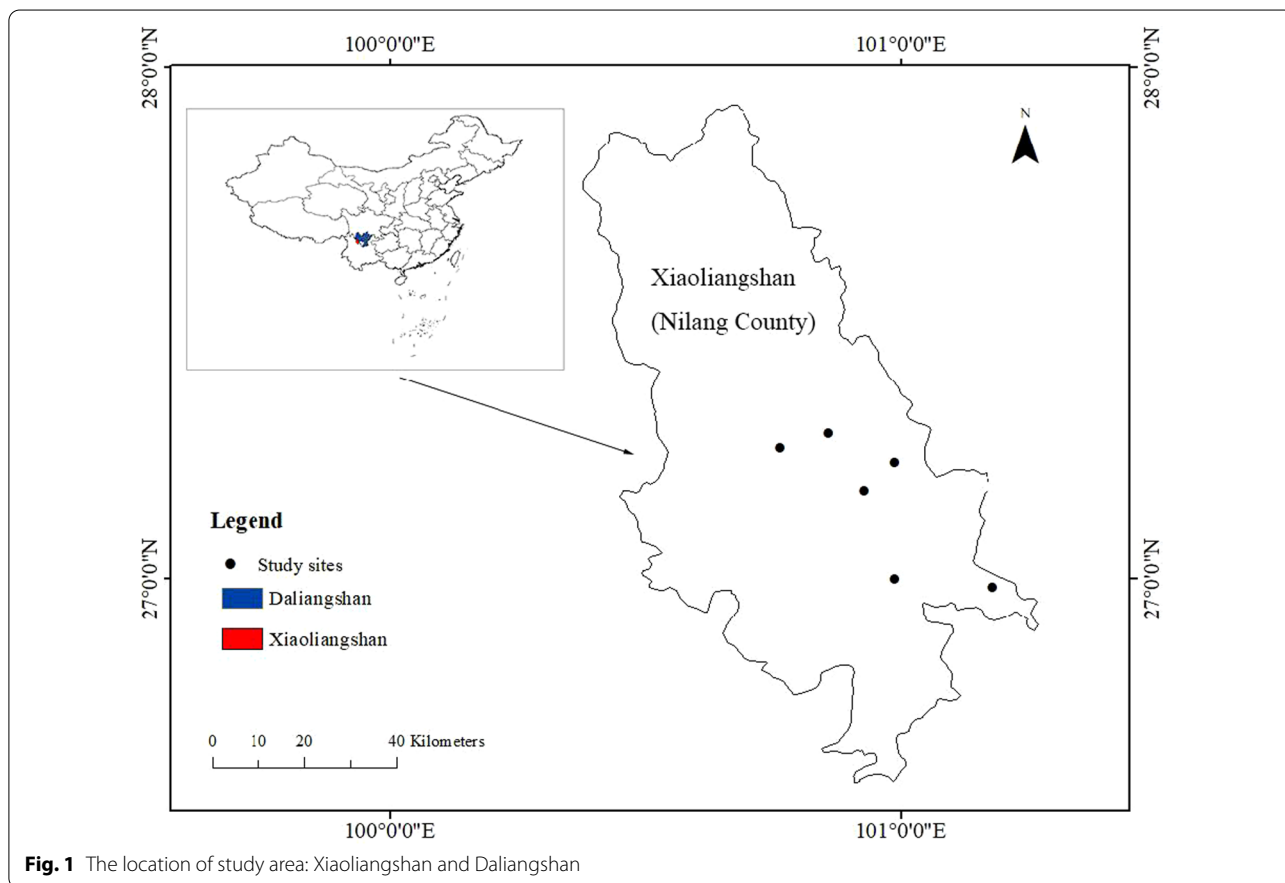 100°0'0"E 101°0'0"E
28°0'0"N 28°0'0"N
N
Xiaoliangshan
(Nilang County)
Legend
Study sites
Daliangshan
Xiaoliangshan
27°0'0"N 27°0'0"N
0 10 20 40 Kilometers
100°0'0"E 101°0'0"E
Fig. 1 The location of study area: Xiaoliangshan and Daliangshan